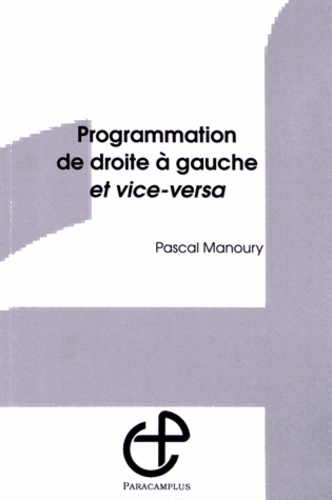 Programmation
de droite à gauche
et vice-versa
Pascal Manoury
PARACAMPLUS